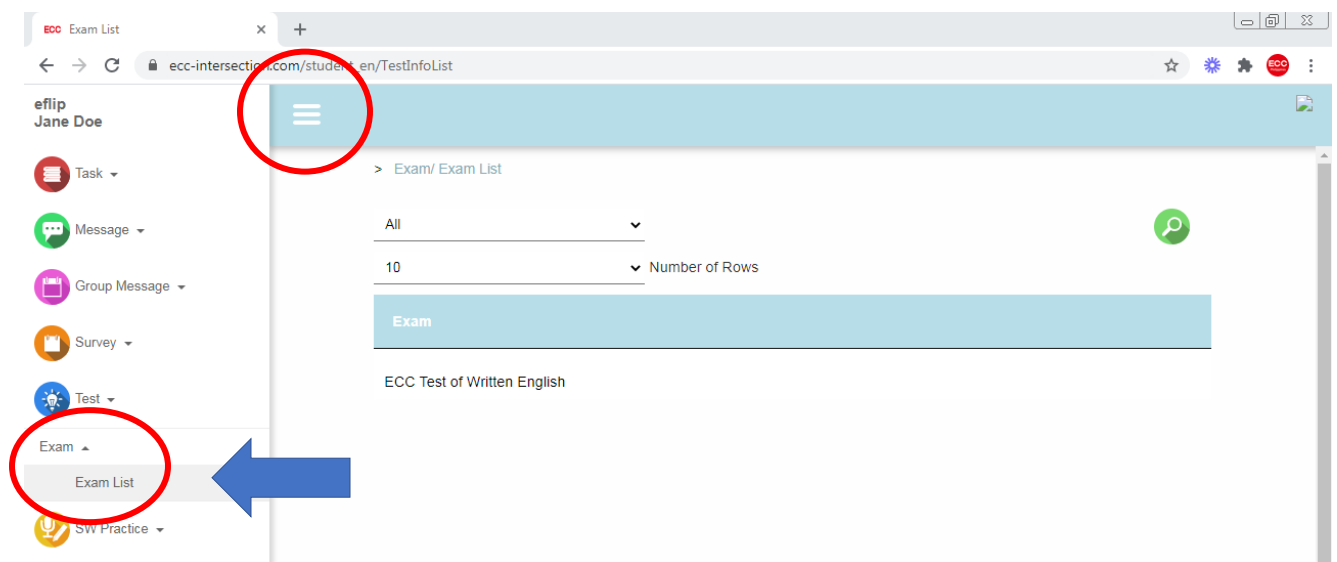 ECC Exam List
ecc-intersection.com/student_en/TestInfoList
ECC
eflip
Jane Doe
Task
Message
Group Message
Survey
Test
Exam
Exam List
SW Practice
> Exam/ Exam List
All
10 Number of Rows
Exam
ECC Test of Written English